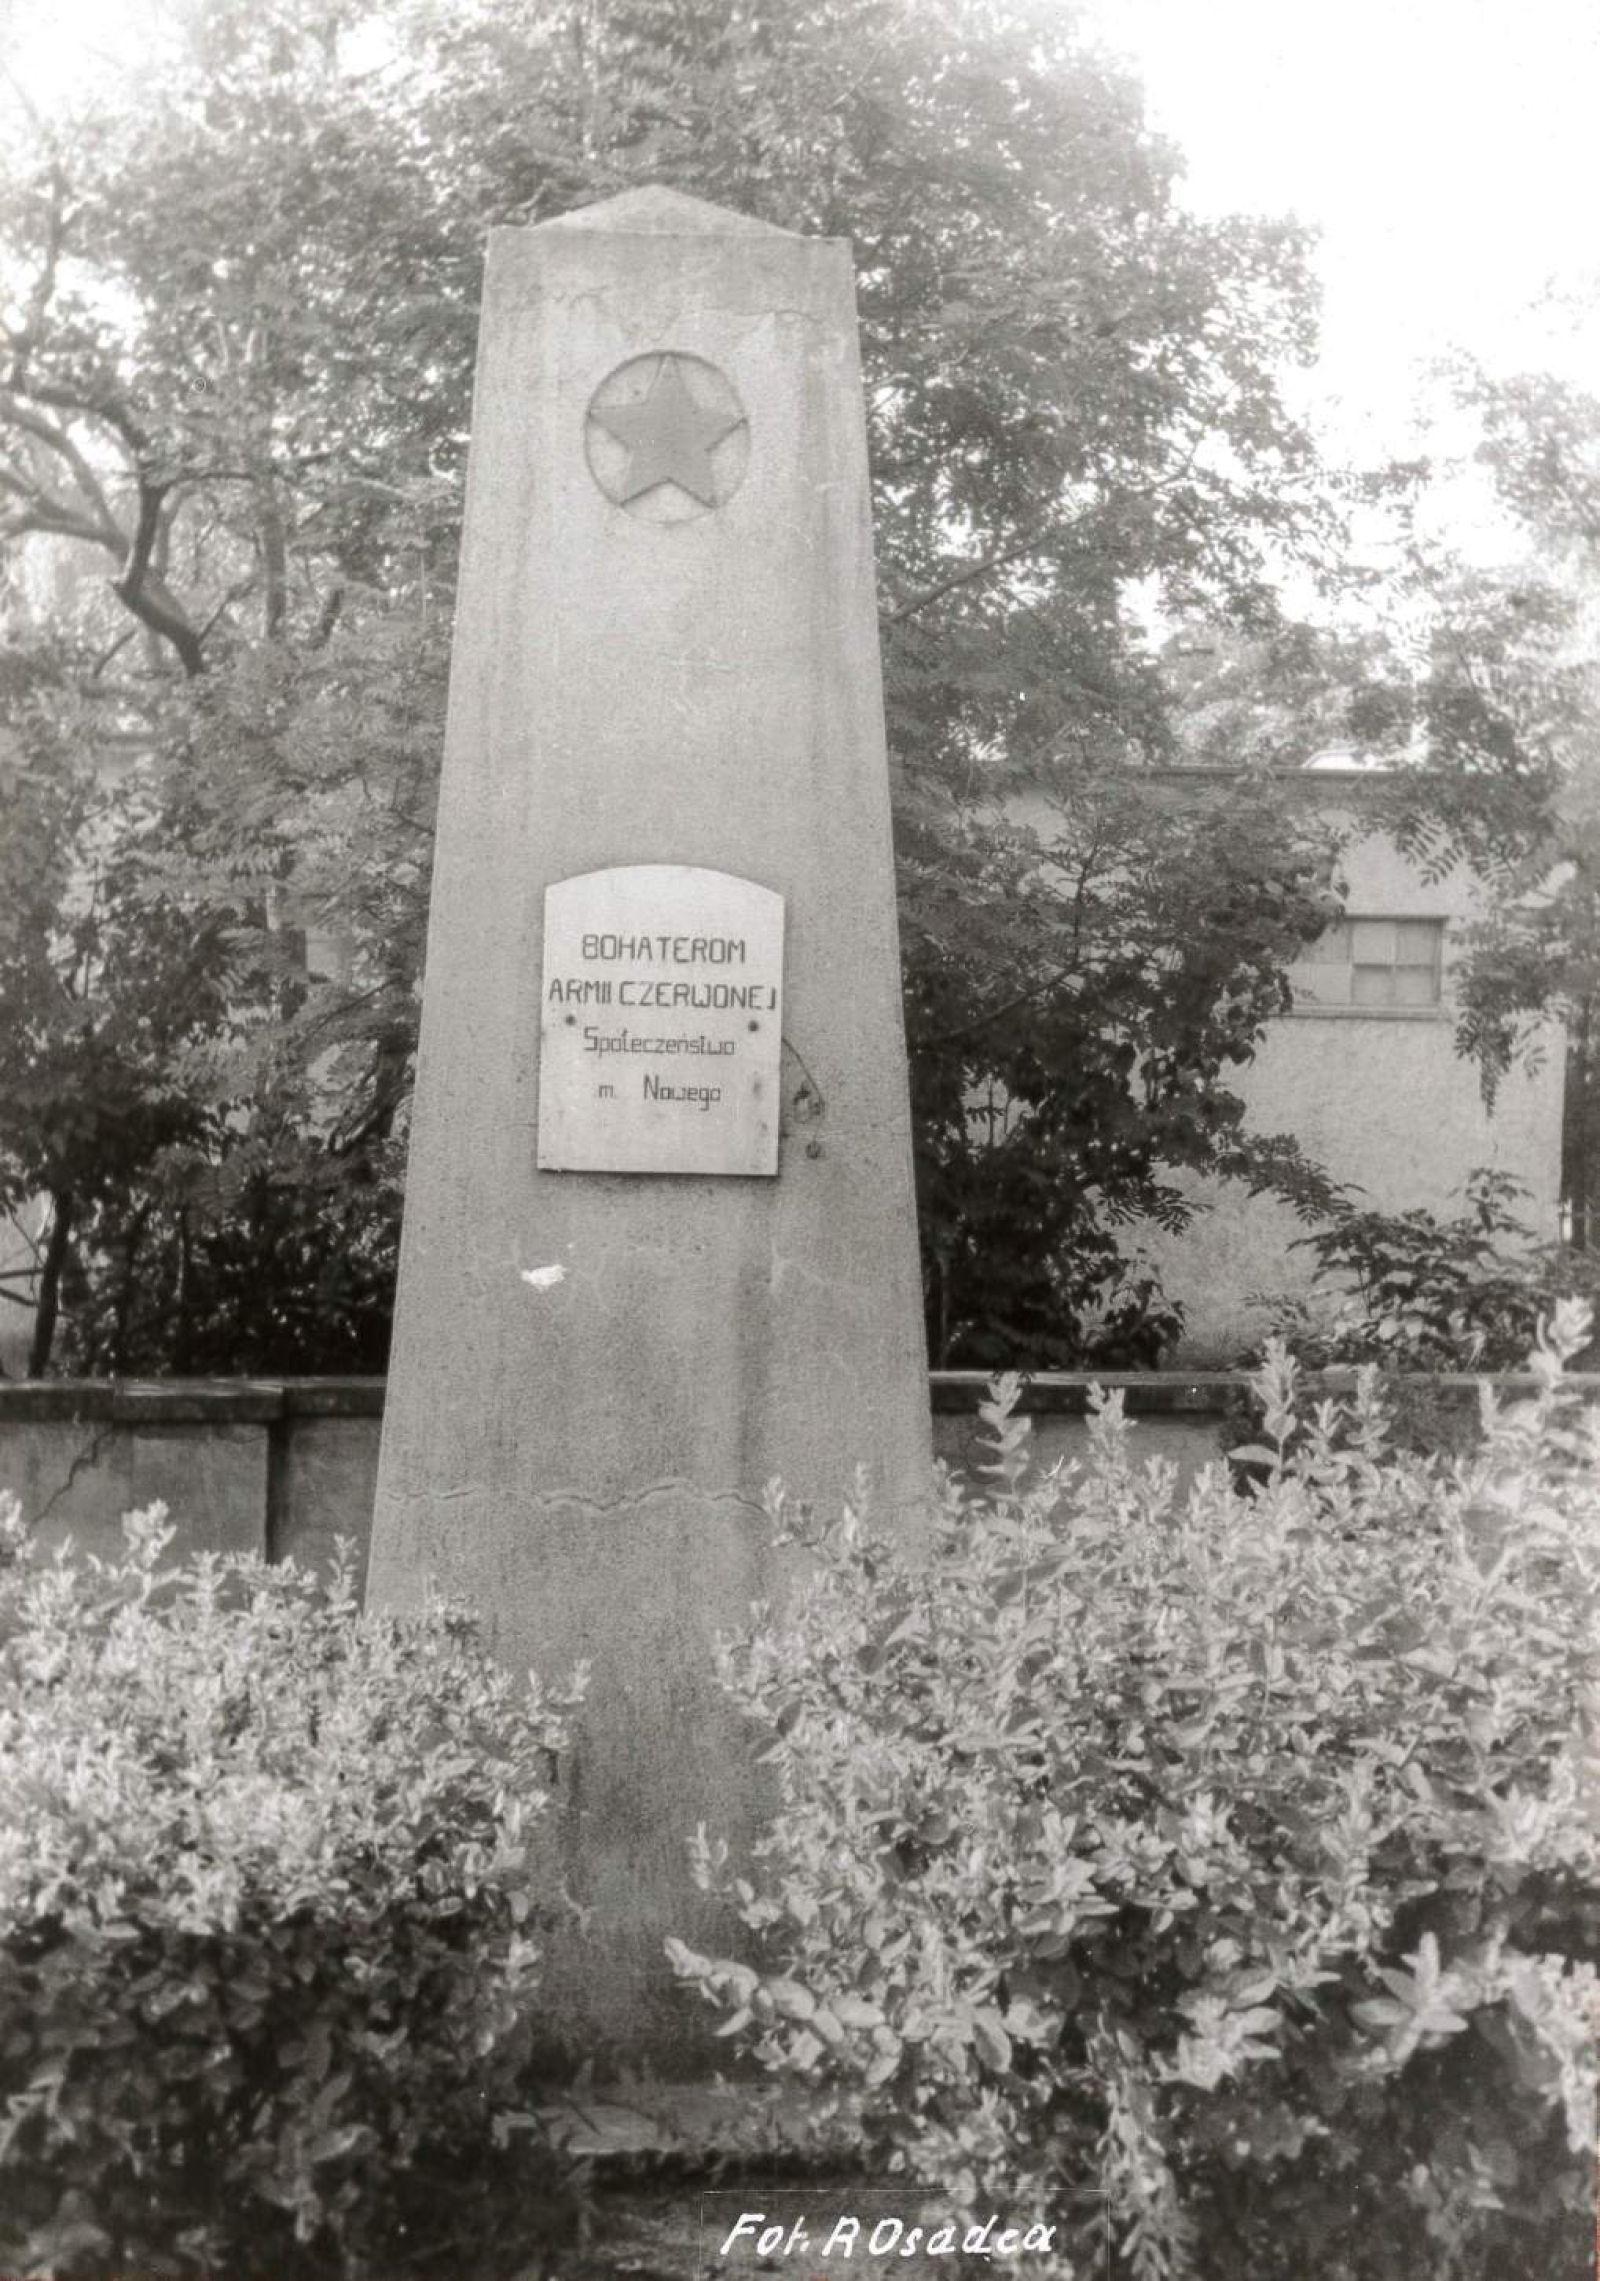 BOHATEROM
ARMII CZERWONEJ
Społeczeństwo
m. Nowego
Fot. R Osadca